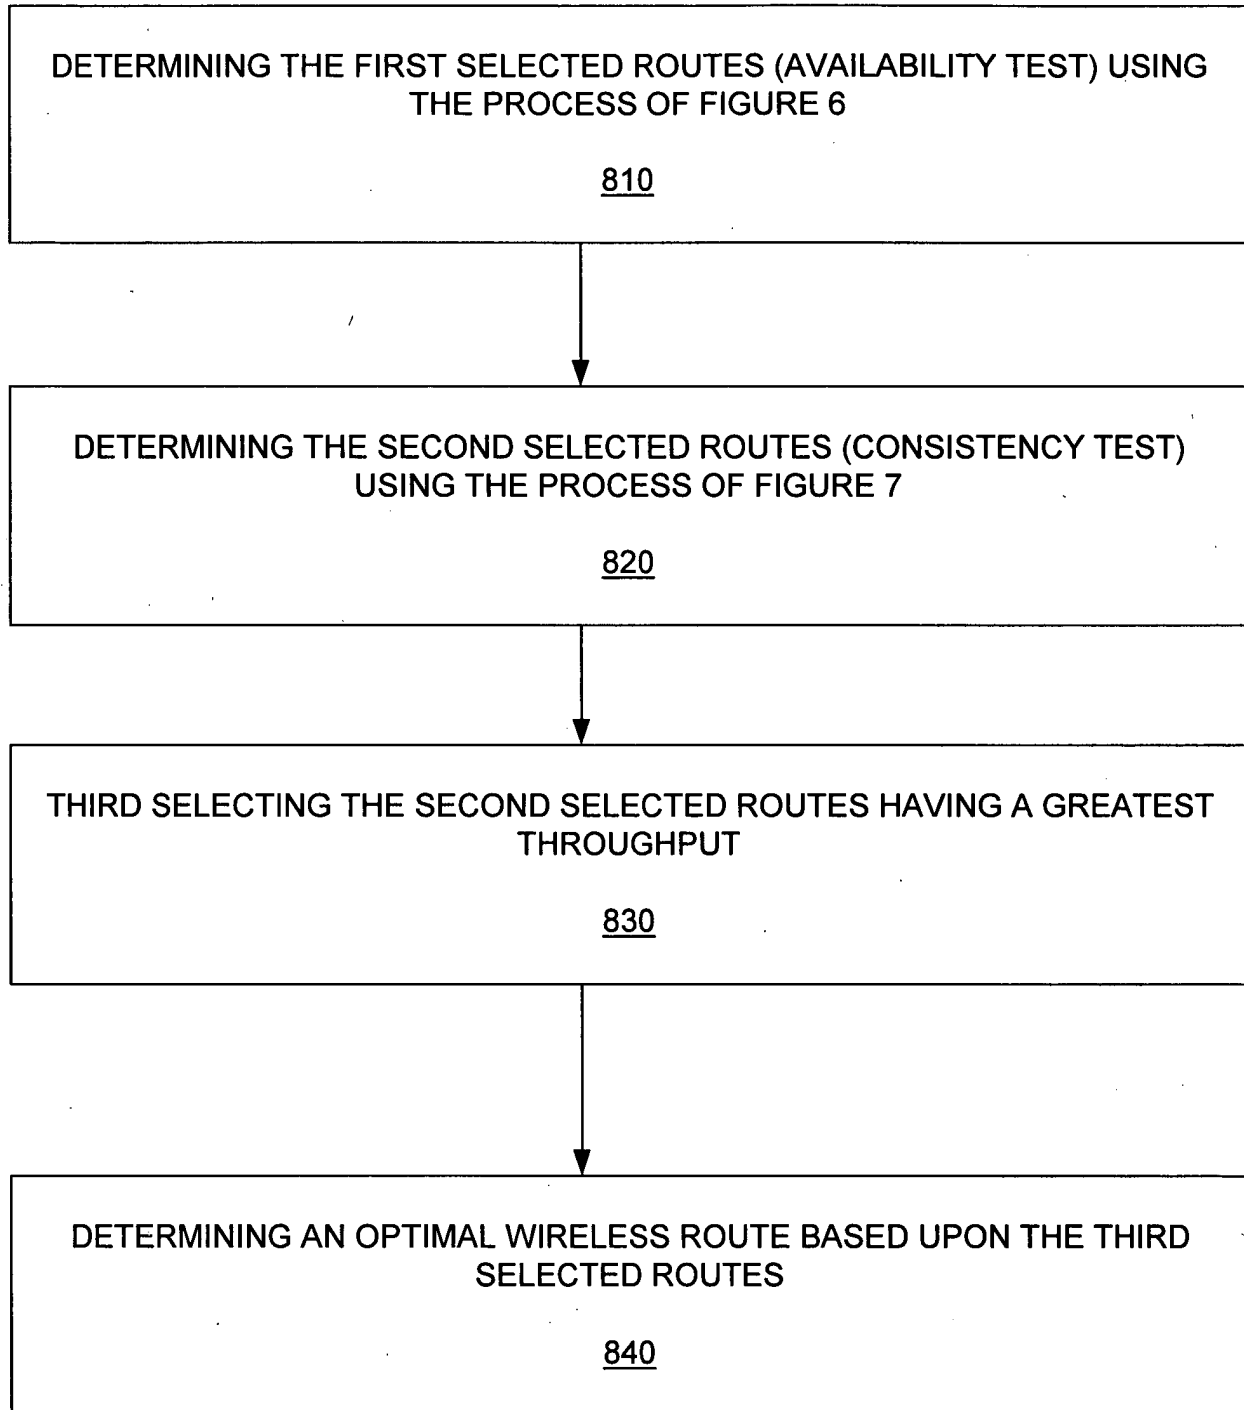 DETERMINING THE FIRST SELECTED ROUTES (AVAILABILITY TEST) USING
THE PROCESS OF FIGURE 6
810
DETERMINING THE SECOND SELECTED ROUTES (CONSISTENCY TEST)
USING THE PROCESS OF FIGURE 7
820
THIRD SELECTING THE SECOND SELECTED ROUTES HAVING A GREATEST
THROUGHPUT
830
DETERMINING AN OPTIMAL WIRELESS ROUTE BASED UPON THE THIRD
SELECTED ROUTES
840